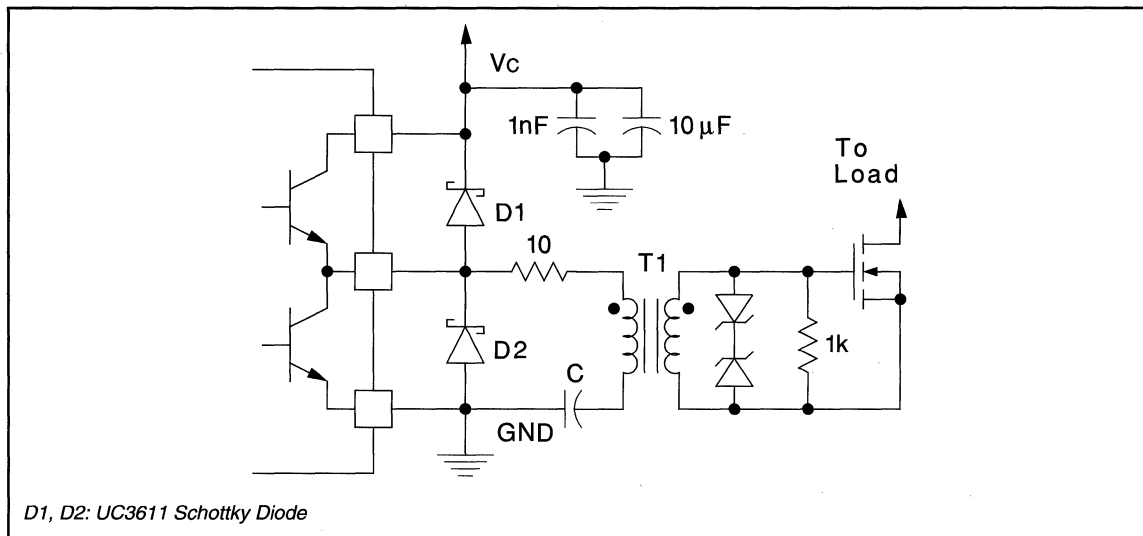 Vc
1nF
10 µF
To
Load
D1
10
T1
D2
1k
C
GND
D1, D2: UC3611 Schottky Diode